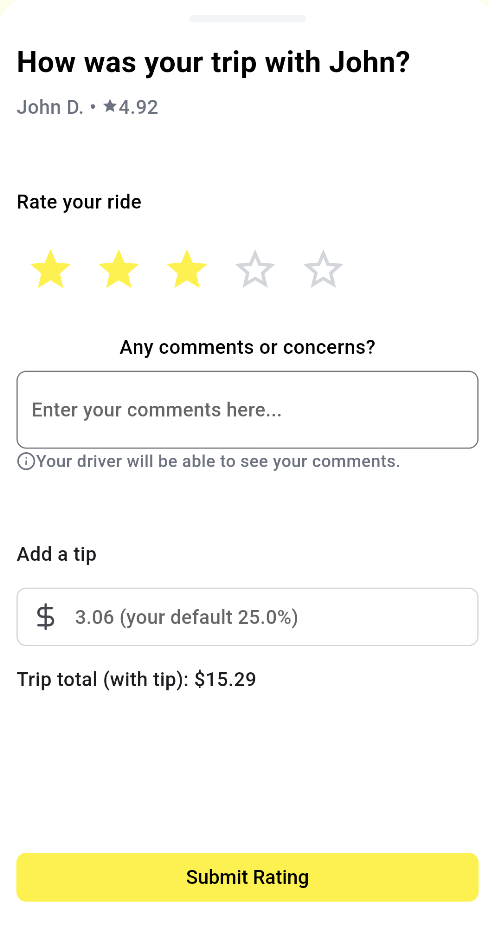 How was your trip with John?
John D. • ★4.92
Rate your ride
Any comments or concerns?
Enter your comments here...
Your driver will be able to see your comments.
Add a tip
$ 3.06 (your default 25.0%)
Trip total (with tip): $15.29
Submit Rating